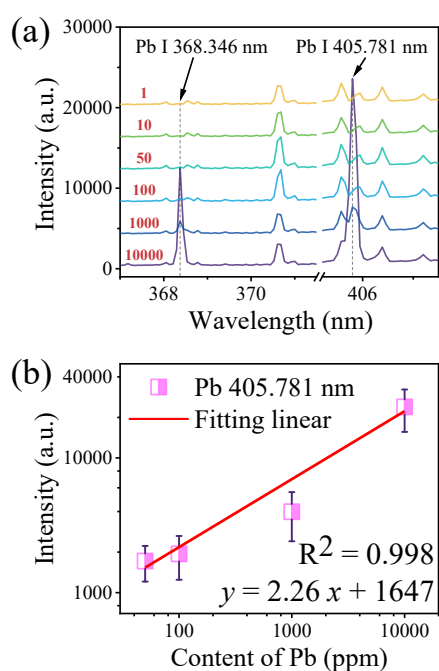 (a)
Pb I 368.346 nm
Pb I 405.781 nm
30000
20000
10000
0
Intensity (a.u.)
1
10
50
100
1000
10000
368
370
406
Wavelength (nm)
(b)
40000
10000
1000
Intensity (a.u.)
Pb 405.781 nm
Fitting linear
R² = 0.998
y = 2.26 x + 1647
100
1000
10000
Content of Pb (ppm)